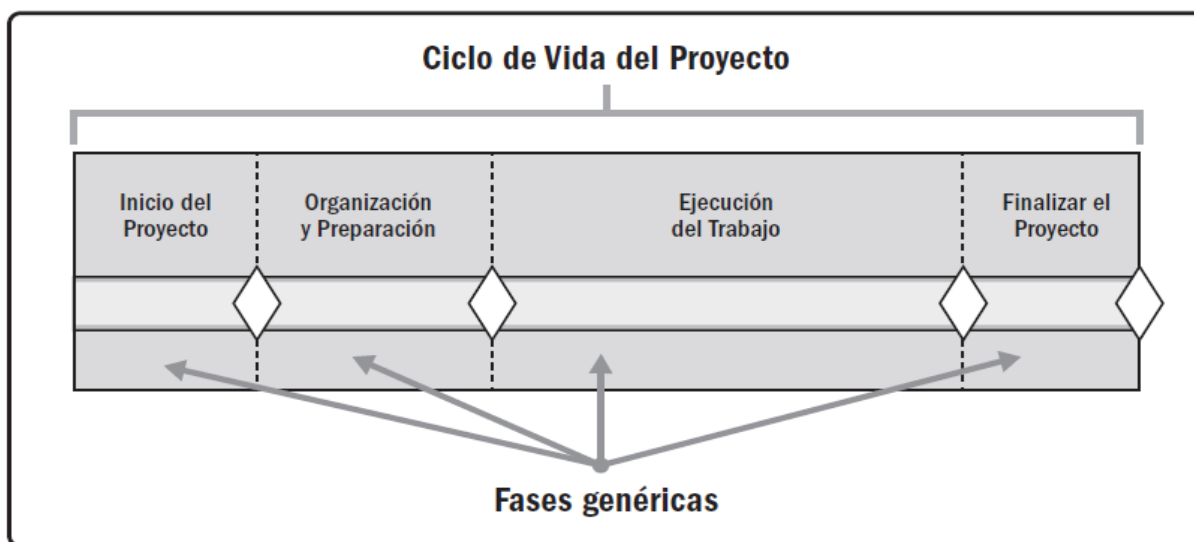 Ciclo de Vida del Proyecto
Inicio del
Proyecto
Organización
y Preparación
Ejecución
del Trabajo
Finalizar el
Proyecto
Fases genéricas